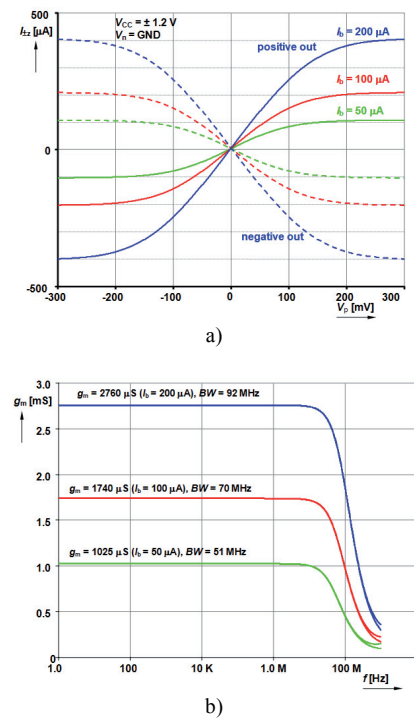 500
I±z [µA]
VCC = ± 1.2 V
Vn = GND
positive out
Ib = 200 µA
Ib = 100 µA
Ib = 50 µA
0
negative out
-500
-300 -200 -100 0 100 200 300
Vp [mV]
a)
3.0
gm [mS]
gm = 2760 µS (Ib = 200 µA), BW = 92 MHz
2.5
2.0
gm = 1740 µS (Ib = 100 µA), BW = 70 MHz
1.5
gm = 1025 µS (Ib = 50 µA), BW = 51 MHz
1.0
0.5
0
1.0 100 10 K 1.0 M 100 M
f [Hz]
b)